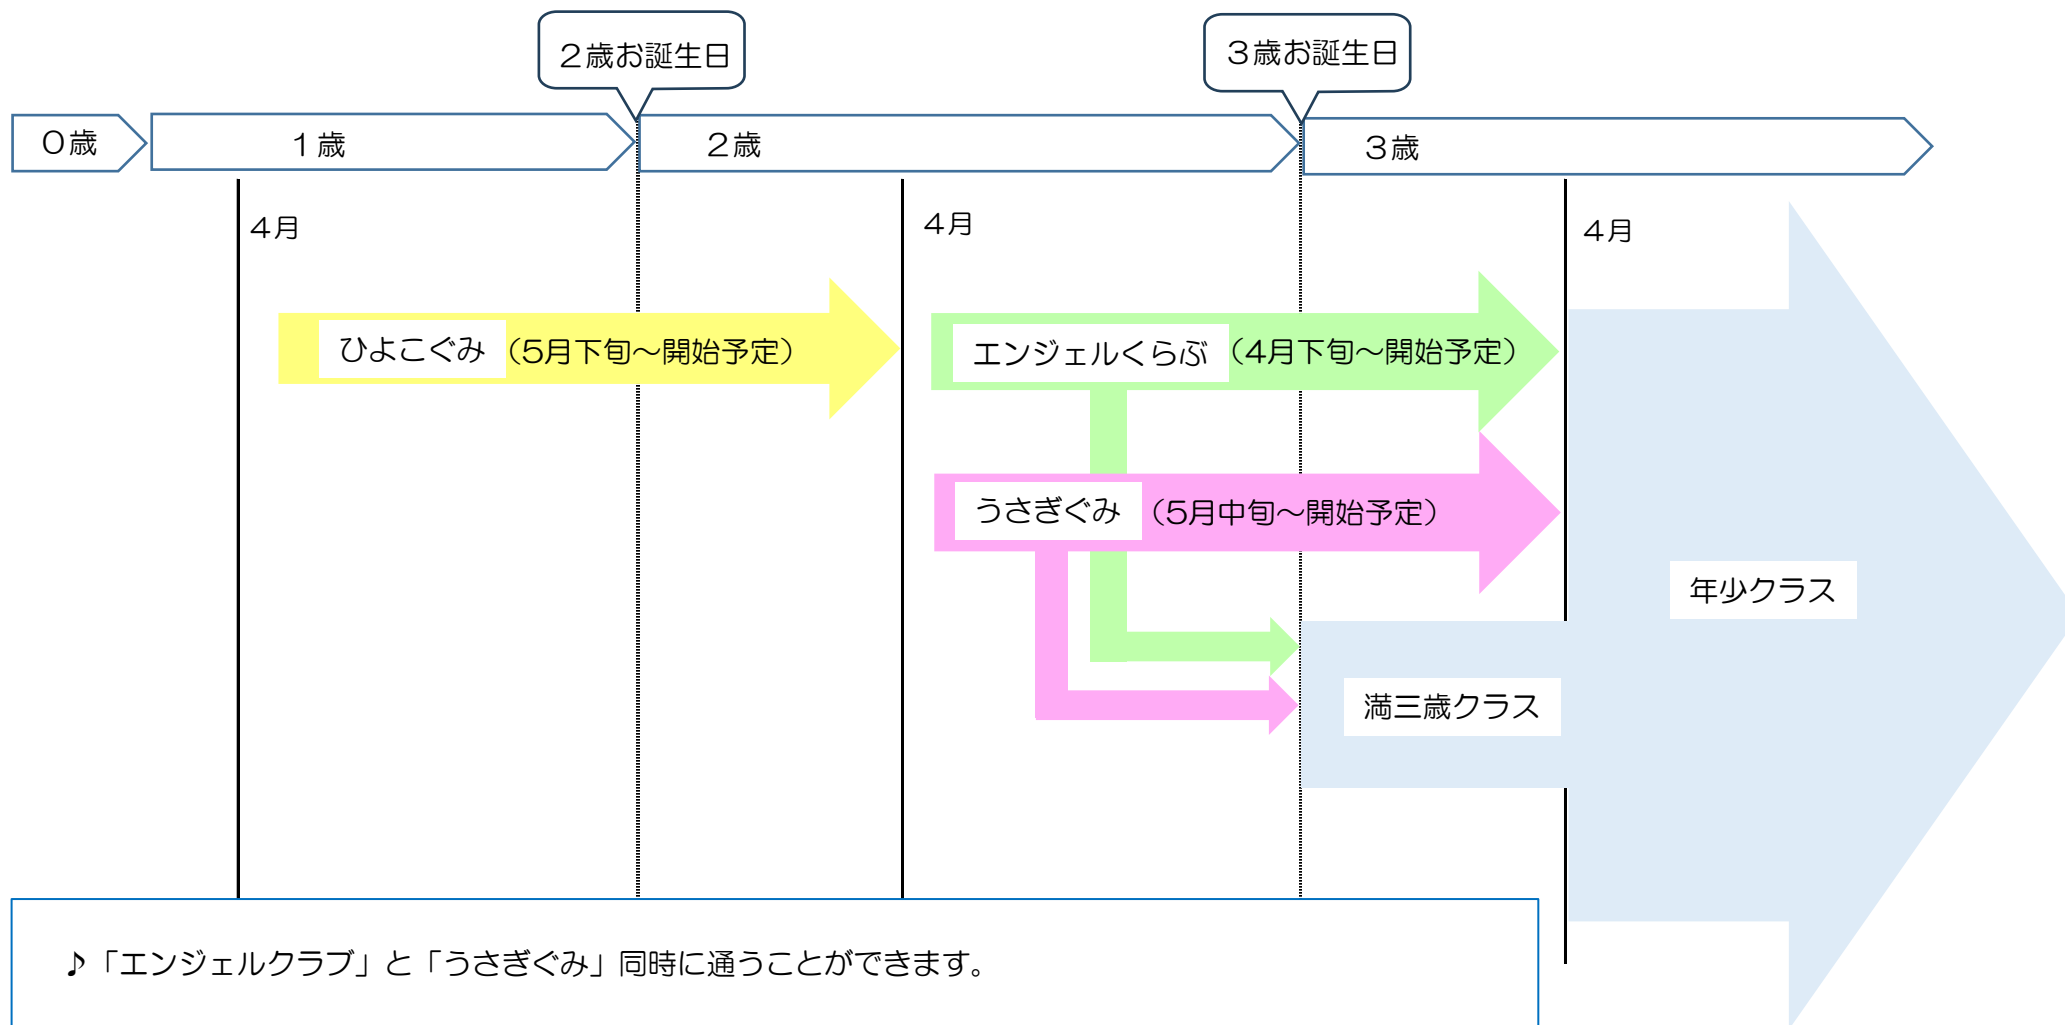 ２歳お誕生日
３歳お誕生日
０歳
１歳
２歳
３歳
４月
４月
４月
ひよこぐみ（5月下旬～開始予定）
エンジェルくらぶ（4月下旬～開始予定）
うさぎぐみ（5月中旬～開始予定）
年少クラス
満三歳クラス
♪「エンジェルクラブ」と「うさぎぐみ」同時に通うことができます。